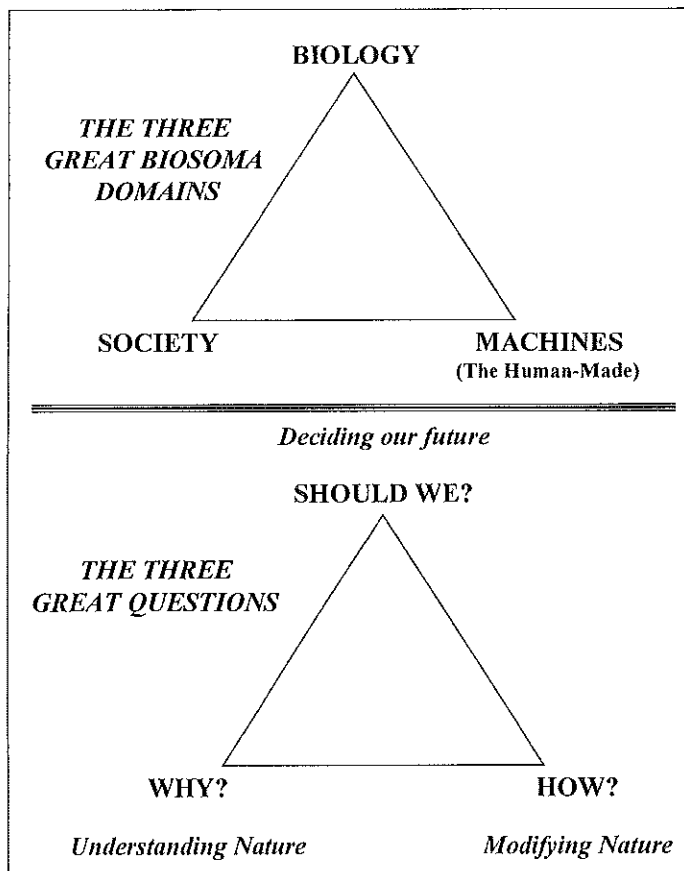 BIOLOGY
THE THREE
GREAT BIOSOMA
DOMAINS
SOCIETY
MACHINES
(The Human-Made)
Deciding our future
SHOULD WE?
THE THREE
GREAT QUESTIONS
WHY?
HOW?
Understanding Nature
Modifying Nature